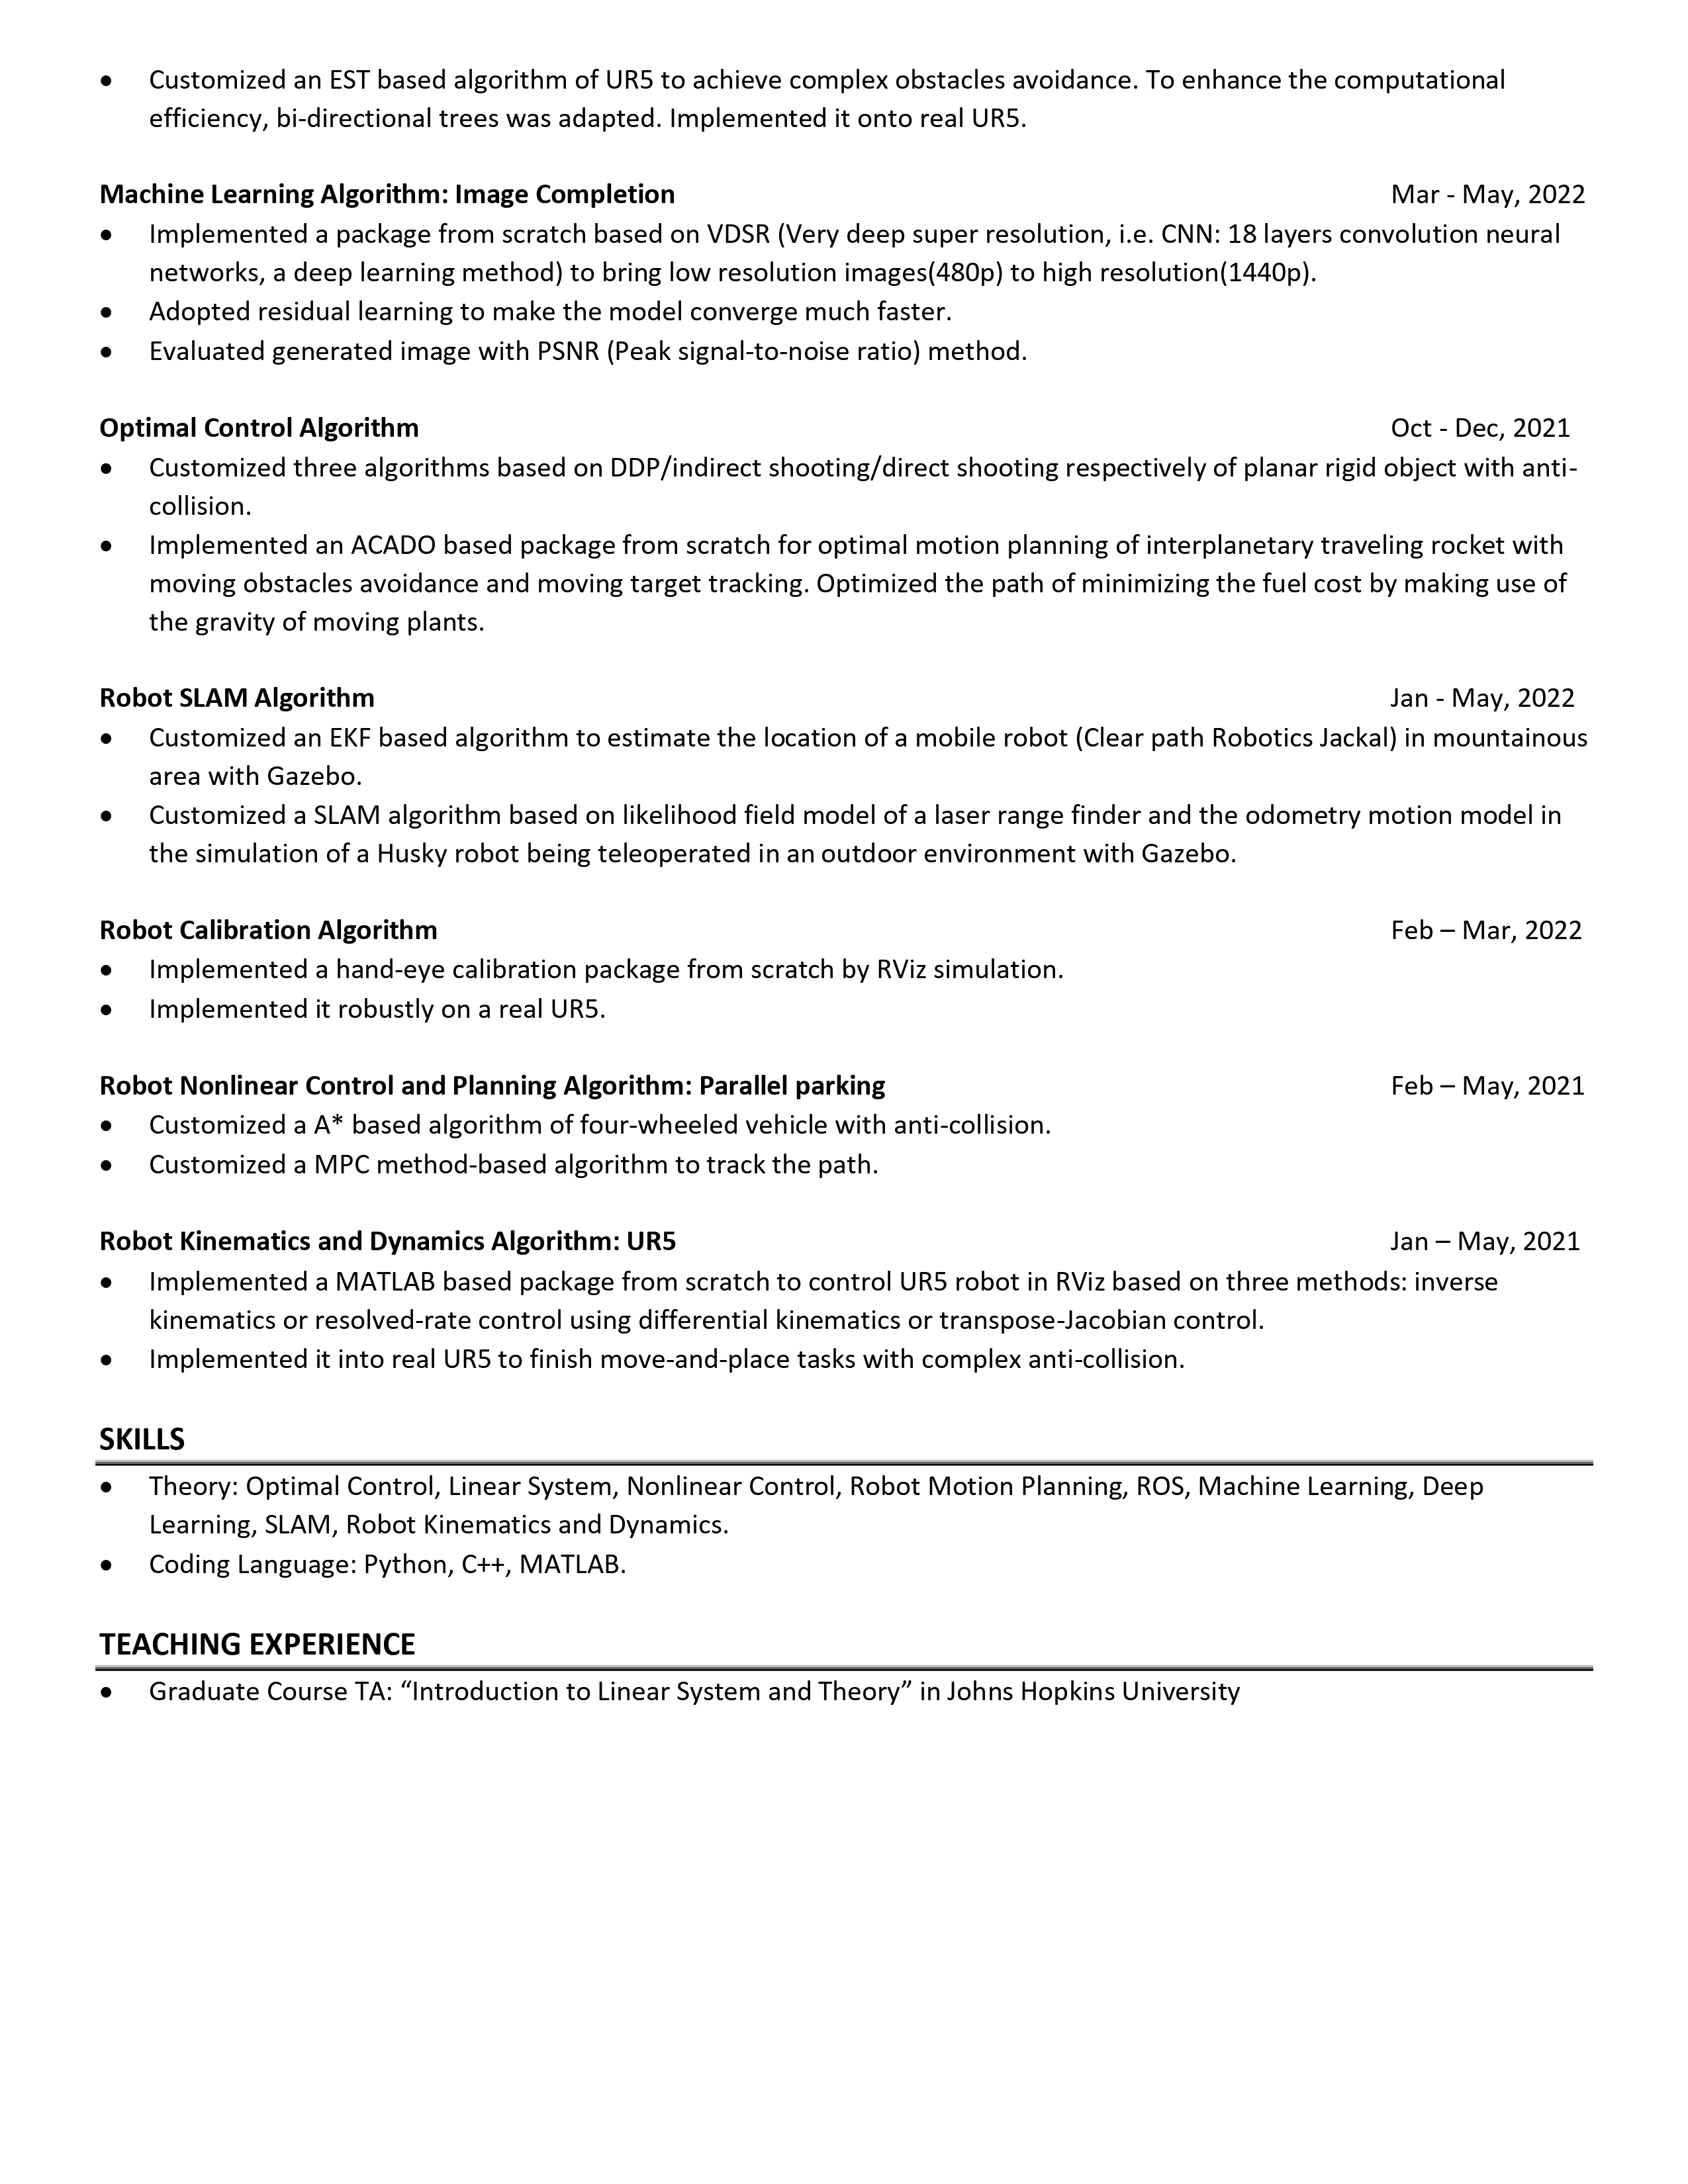 • Customized an EST based algorithm of UR5 to achieve complex obstacles avoidance. To enhance the computational
efficiency, bi-directional trees was adapted. Implemented it onto real UR5.
Machine Learning Algorithm: Image Completion Mar - May, 2022
• Implemented a package from scratch based on VDSR (Very deep super resolution, i.e. CNN: 18 layers convolution neural
networks, a deep learning method) to bring low resolution images(480p) to high resolution(1440p).
• Adopted residual learning to make the model converge much faster.
• Evaluated generated image with PSNR (Peak signal-to-noise ratio) method.
Optimal Control Algorithm Oct - Dec, 2021
• Customized three algorithms based on DDP/indirect shooting/direct shooting respectively of planar rigid object with anti-
collision.
• Implemented an ACADO based package from scratch for optimal motion planning of interplanetary traveling rocket with
moving obstacles avoidance and moving target tracking. Optimized the path of minimizing the fuel cost by making use of
the gravity of moving plants.
Robot SLAM Algorithm Jan - May, 2022
• Customized an EKF based algorithm to estimate the location of a mobile robot (Clear path Robotics Jackal) in mountainous
area with Gazebo.
• Customized a SLAM algorithm based on likelihood field model of a laser range finder and the odometry motion model in
the simulation of a Husky robot being teleoperated in an outdoor environment with Gazebo.
Robot Calibration Algorithm Feb – Mar, 2022
• Implemented a hand-eye calibration package from scratch by RViz simulation.
• Implemented it robustly on a real UR5.
Robot Nonlinear Control and Planning Algorithm: Parallel parking Feb – May, 2021
• Customized a A* based algorithm of four-wheeled vehicle with anti-collision.
• Customized a MPC method-based algorithm to track the path.
Robot Kinematics and Dynamics Algorithm: UR5 Jan – May, 2021
• Implemented a MATLAB based package from scratch to control UR5 robot in RViz based on three methods: inverse
kinematics or resolved-rate control using differential kinematics or transpose-Jacobian control.
• Implemented it into real UR5 to finish move-and-place tasks with complex anti-collision.
SKILLS
• Theory: Optimal Control, Linear System, Nonlinear Control, Robot Motion Planning, ROS, Machine Learning, Deep
Learning, SLAM, Robot Kinematics and Dynamics.
• Coding Language: Python, C++, MATLAB.
TEACHING EXPERIENCE
• Graduate Course TA: “Introduction to Linear System and Theory” in Johns Hopkins University